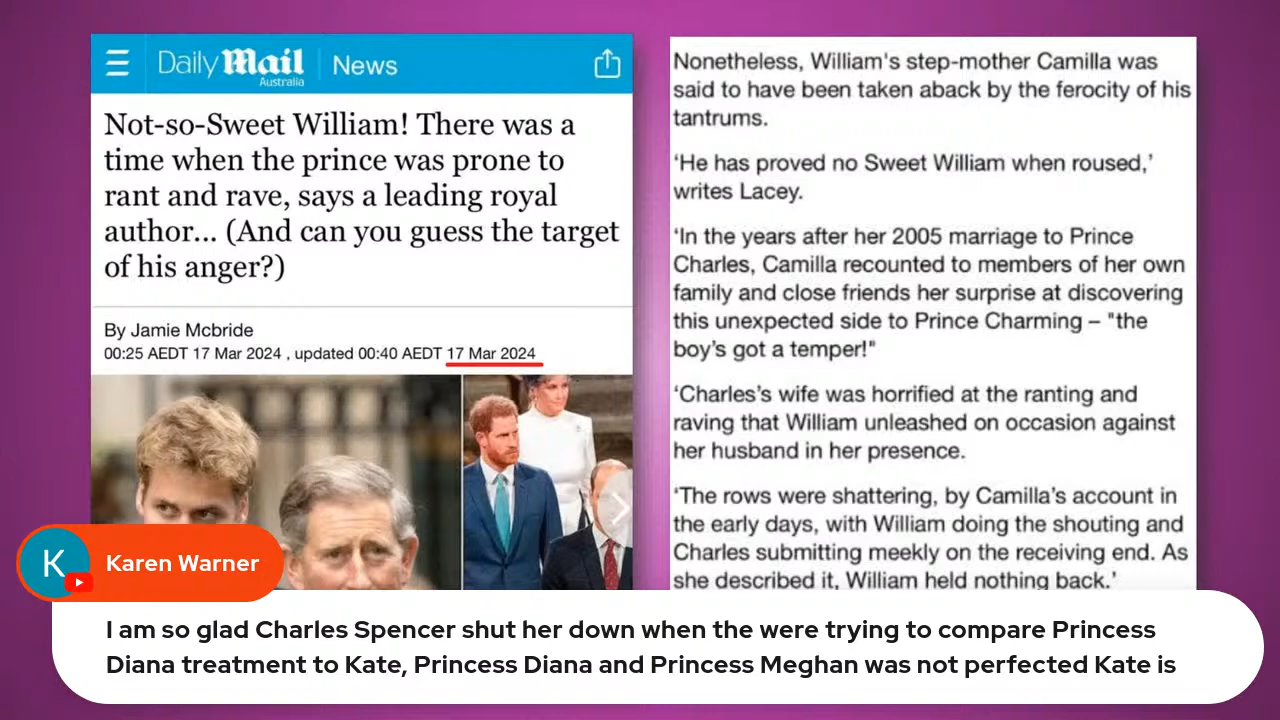 Daily Mail
Australia
News
Not-so-Sweet William! There was a
time when the prince was prone to
rant and rave, says a leading royal
author... (And can you guess the target
of his anger?)
By Jamie Mcbride
00:25 AEDT 17 Mar 2024 , updated 00:40 AEDT 17 Mar 2024
Nonetheless, William's step-mother Camilla was
said to have been taken aback by the ferocity of his
tantrums.
‘He has proved no Sweet William when roused,’
writes Lacey.
‘In the years after her 2005 marriage to Prince
Charles, Camilla recounted to members of her own
family and close friends her surprise at discovering
this unexpected side to Prince Charming – "the
boy’s got a temper!"
‘Charles’s wife was horrified at the ranting and
raving that William unleashed on occasion against
her husband in her presence.
‘The rows were shattering, by Camilla’s account in
the early days, with William doing the shouting and
Charles submitting meekly on the receiving end. As
she described it, William held nothing back.’
K
Karen Warner
I am so glad Charles Spencer shut her down when the were trying to compare Princess
Diana treatment to Kate, Princess Diana and Princess Meghan was not perfected Kate is